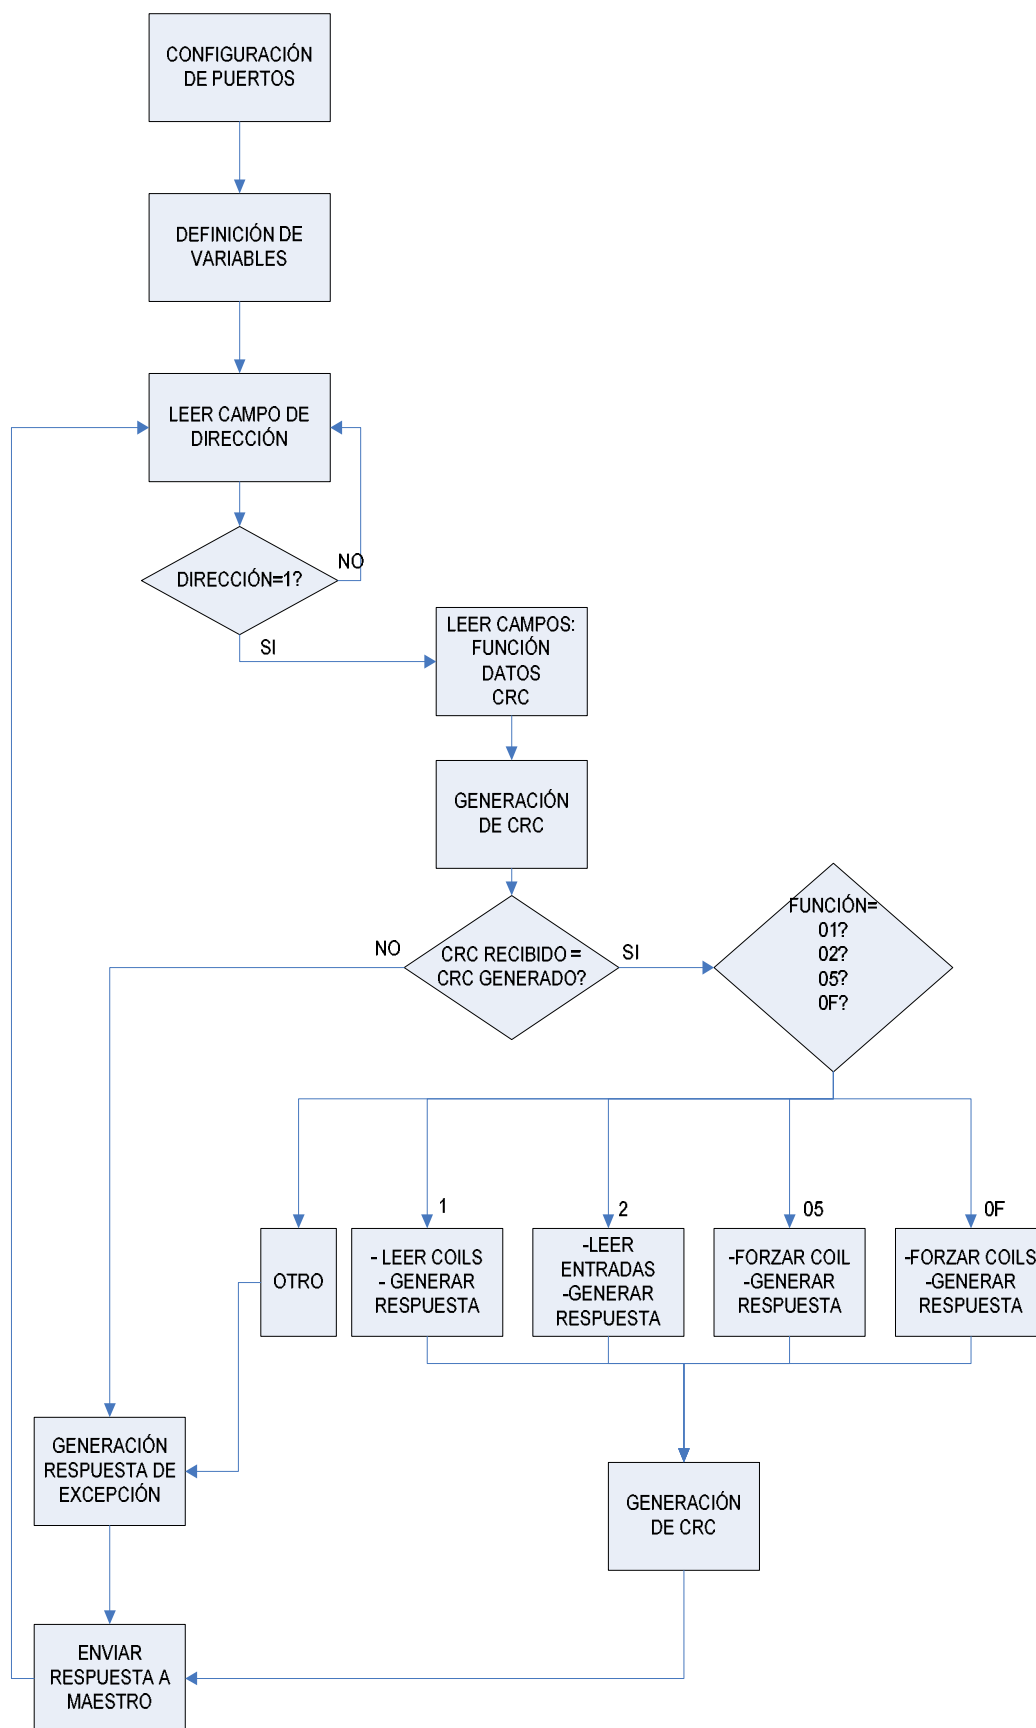 CONFIGURACIÓN
DE PUERTOS
DEFINICIÓN DE
VARIABLES
LEER CAMPO DE
DIRECCIÓN
DIRECCIÓN=1?
NO
SI
LEER CAMPOS:
FUNCIÓN
DATOS
CRC
GENERACIÓN
DE CRC
CRC RECIBIDO =
CRC GENERADO?
NO
SI
FUNCIÓN=
01?
02?
05?
0F?
OTRO
1
- LEER COILS
- GENERAR
RESPUESTA
2
-LEER
ENTRADAS
-GENERAR
RESPUESTA
05
-FORZAR COIL
-GENERAR
RESPUESTA
0F
-FORZAR COILS
-GENERAR
RESPUESTA
GENERACIÓN
RESPUESTA DE
EXCEPCIÓN
GENERACIÓN
DE CRC
ENVIAR
RESPUESTA A
MAESTRO